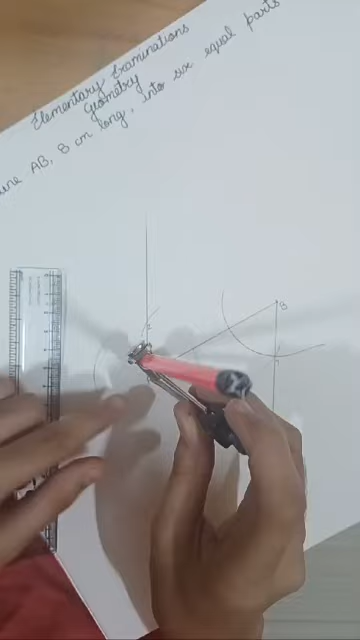 Elementary Examinations
Geometry
Line AB, 8 cm long, into six equal parts
B